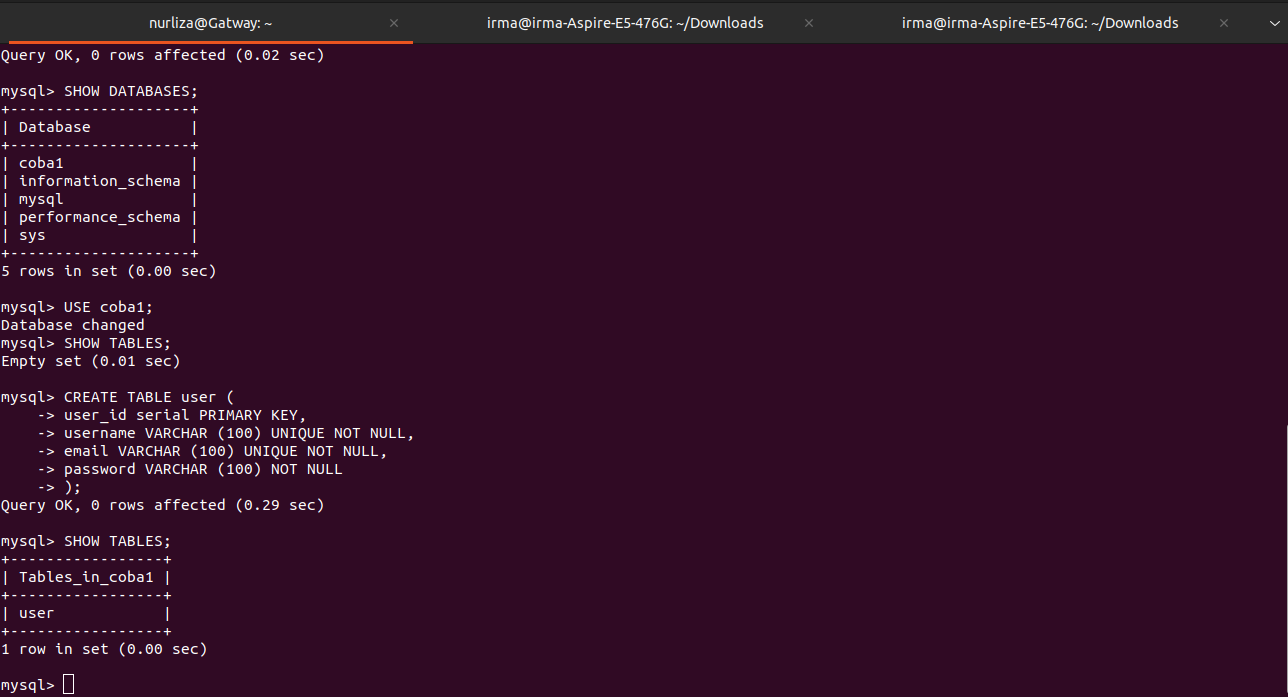 nurliza@Gatway: ~
irma@irma-Aspire-E5-476G: ~/Downloads
irma@irma-Aspire-E5-476G: ~/Downloads
Query OK, 0 rows affected (0.02 sec)
mysql> SHOW DATABASES;
+--------------------+
| Database           |
+--------------------+
| coba1              |
| information_schema |
| mysql              |
| performance_schema |
| sys                |
+--------------------+
5 rows in set (0.00 sec)
mysql> USE coba1;
Database changed
mysql> SHOW TABLES;
Empty set (0.01 sec)
mysql> CREATE TABLE user (
    -> user_id serial PRIMARY KEY,
    -> username VARCHAR (100) UNIQUE NOT NULL,
    -> email VARCHAR (100) UNIQUE NOT NULL,
    -> password VARCHAR (100) NOT NULL
    -> );
Query OK, 0 rows affected (0.29 sec)
mysql> SHOW TABLES;
+-----------------+
| Tables_in_coba1 |
+-----------------+
| user            |
+-----------------+
1 row in set (0.00 sec)
mysql>